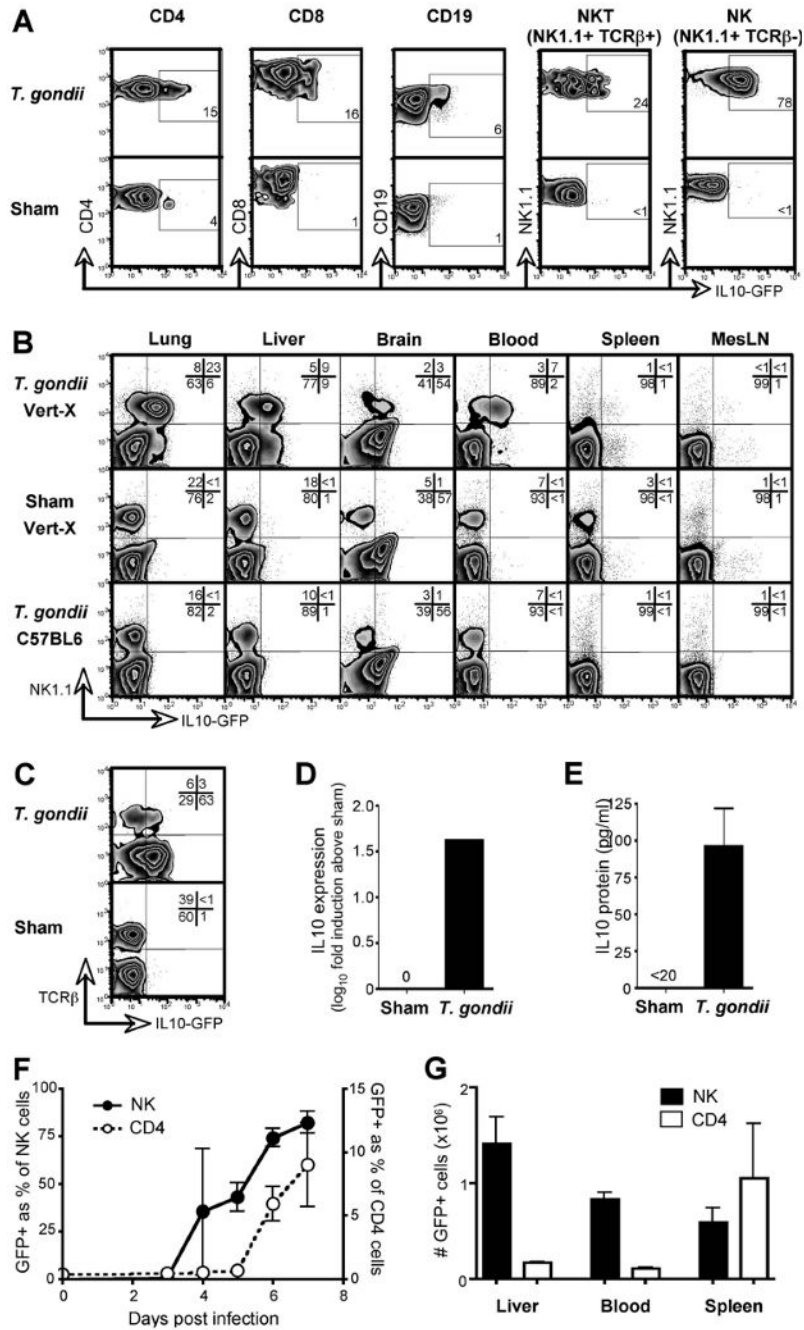 A
CD4 CD8 CD19 NKT NK
(NK1.1+ TCRβ+) (NK1.1+ TCRβ-)
T. gondii
15 16 6 24 78
Sham
4 1 1 <1 <1
CD4 CD8 CD19 NK1.1 NK1.1
IL10-GFP
B
Lung Liver Brain Blood Spleen MesLN
T. gondii
Vert-X
8 23 5 9 2 3 3 7 1 <1 <1 <1
63 6 77 9 41 54 89 2 98 1 99 1
Sham
Vert-X
22 <1 18 <1 5 1 7 <1 3 <1 1 <1
76 2 80 1 38 57 93 <1 96 <1 98 1
T. gondii
C57BL6
16 <1 10 <1 3 1 7 <1 1 <1 1 <1
82 2 89 1 39 56 93 <1 99 <1 99 <1
NK1.1
IL10-GFP
C
T. gondii
6 3
29 63
Sham
39 <1
60 1
TCRβ
IL10-GFP
D
IL10 expression
(log10 fold induction above sham)
2.0
1.5
1.0
0.5
0
0
Sham T. gondii
E
IL10 protein (pg/ml)
125
100
75
50
25
0
<20
Sham T. gondii
F
GFP+ as % of NK cells
100
75
50
25
0
NK
CD4
15
10
5
0
GFP+ as % of CD4 cells
0 2 4 6 8
Days post infection
G
# GFP+ cells (x10⁶)
2
1
0
NK
CD4
Liver Blood Spleen